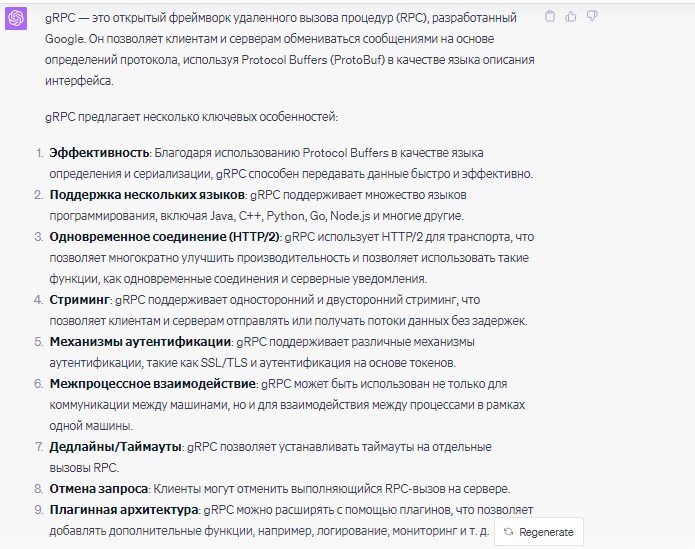 gRPC — это открытый фреймворк удаленного вызова процедур (RPC), разработанный
Google. Он позволяет клиентам и серверам обмениваться сообщениями на основе
определений протокола, используя Protocol Buffers (ProtoBuf) в качестве языка описания
интерфейса.
gRPC предлагает несколько ключевых особенностей:
1. Эффективность: Благодаря использованию Protocol Buffers в качестве языка
определения и сериализации, gRPC способен передавать данные быстро и эффективно.
2. Поддержка нескольких языков: gRPC поддерживает множество языков
программирования, включая Java, C++, Python, Go, Node.js и многие другие.
3. Одновременное соединение (HTTP/2): gRPC использует HTTP/2 для транспорта, что
позволяет многократно улучшить производительность и позволяет использовать такие
функции, как одновременные соединения и серверные уведомления.
4. Стриминг: gRPC поддерживает односторонний и двусторонний стриминг, что
позволяет клиентам и серверам отправлять или получать потоки данных без задержек.
5. Механизмы аутентификации: gRPC поддерживает различные механизмы
аутентификации, такие как SSL/TLS и аутентификация на основе токенов.
6. Межпроцессное взаимодействие: gRPC может быть использован не только для
коммуникации между машинами, но и для взаимодействия между процессами в рамках
одной машины.
7. Дедлайны/Таймауты: gRPC позволяет устанавливать таймауты на отдельные
вызовы RPC.
8. Отмена запроса: Клиенты могут отменить выполняющийся RPC-вызов на сервере.
9. Плагинная архитектура: gRPC можно расширять с помощью плагинов, что позволяет
добавлять дополнительные функции, например, логирование, мониторинг и т. д.
Regenerate